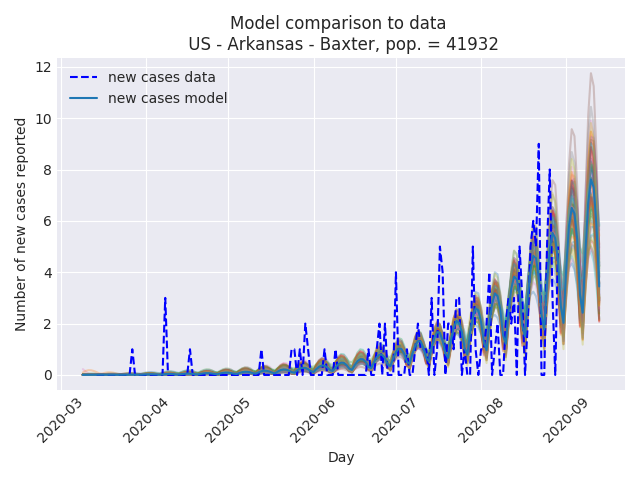 Model comparison to data
US - Arkansas - Baxter, pop. = 41932
new cases data
new cases model
Number of new cases reported
12
10
8
6
4
2
0
2020-03
2020-04
2020-05
2020-06
2020-07
2020-08
2020-09
Day